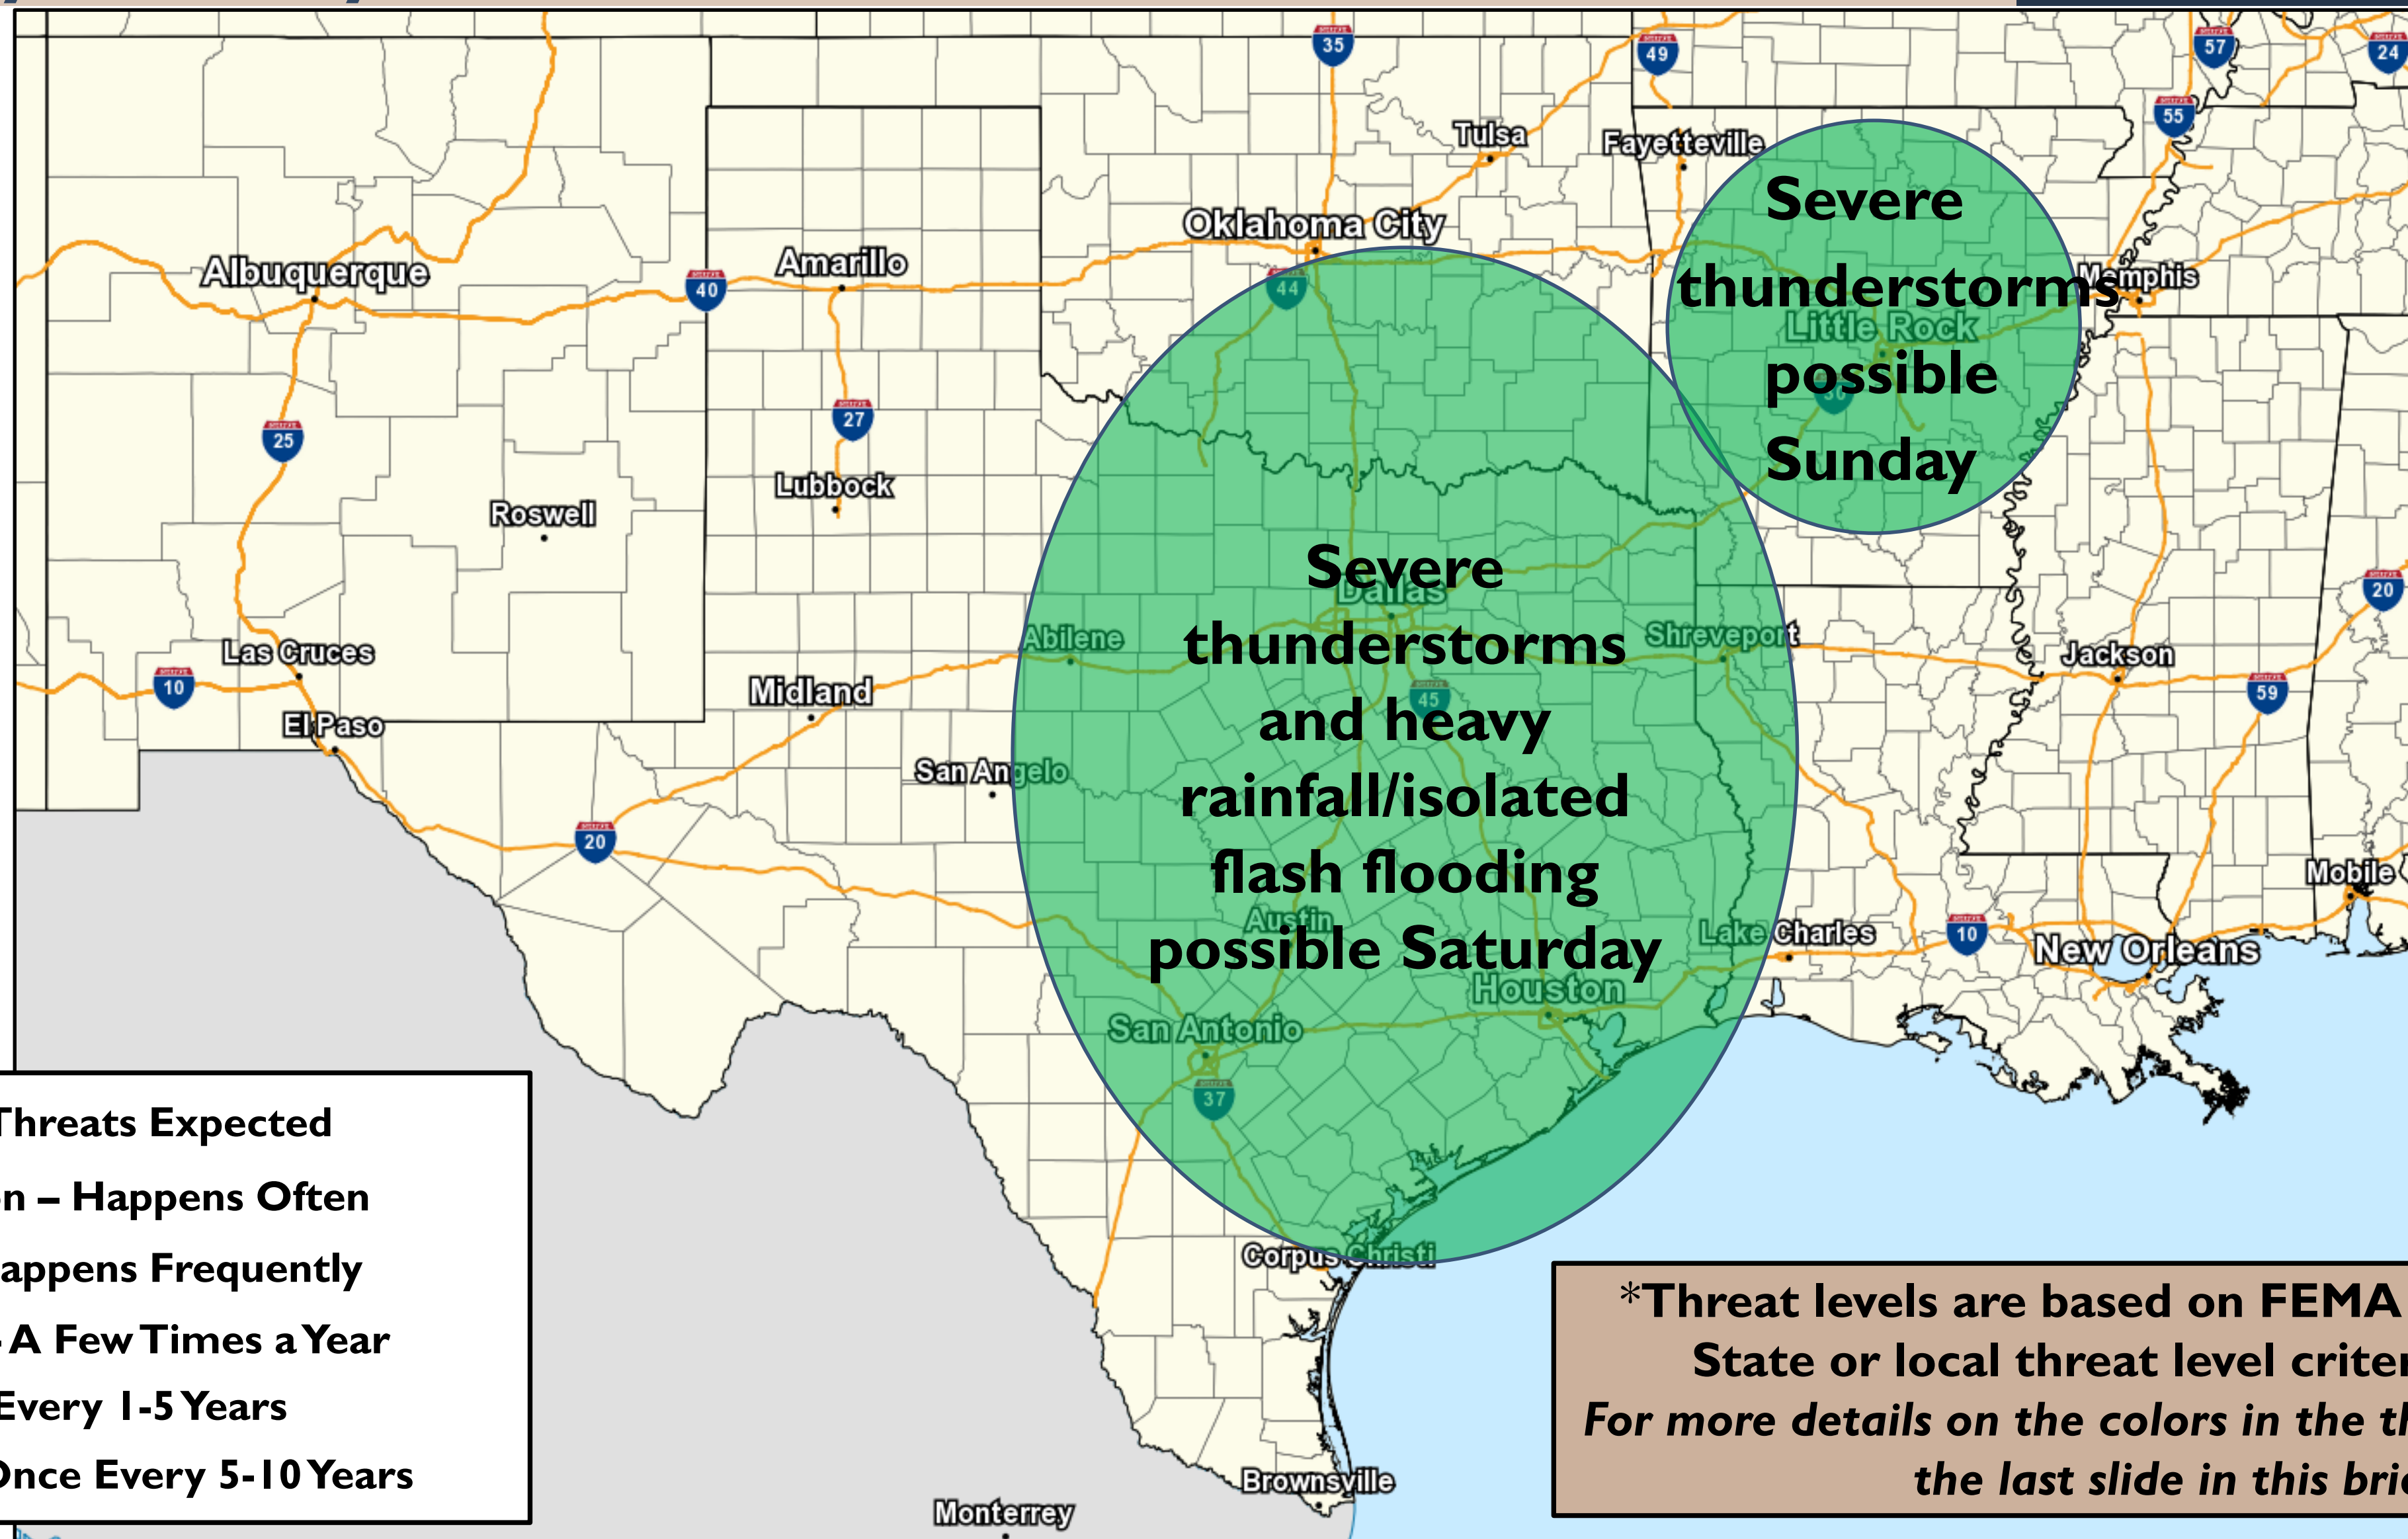 35
49
57
24
55
Tulsa
Fayetteville
Severe
thunderstorms
possible
Sunday
Oklahoma City
Albuquerque
Amarillo
40
44
Memphis
Little Rock
30
25
27
Lubbock
Roswell
Severe
thunderstorms
and heavy
rainfall/isolated
flash flooding
possible Saturday
Dallas
20
Abilene
Shreveport
Las Cruces
Jackson
10
Midland
45
59
El Paso
San Angelo
20
Mobile
Austin
Lake Charles
10
New Orleans
Houston
San Antonio
37
Corpus Christi
Brownsville
Monterrey
Threats Expected
n – Happens Often
appens Frequently
- A Few Times a Year
Every 1-5 Years
Once Every 5-10 Years
*Threat levels are based on FEMA
State or local threat level criter
For more details on the colors in the th
the last slide in this brie